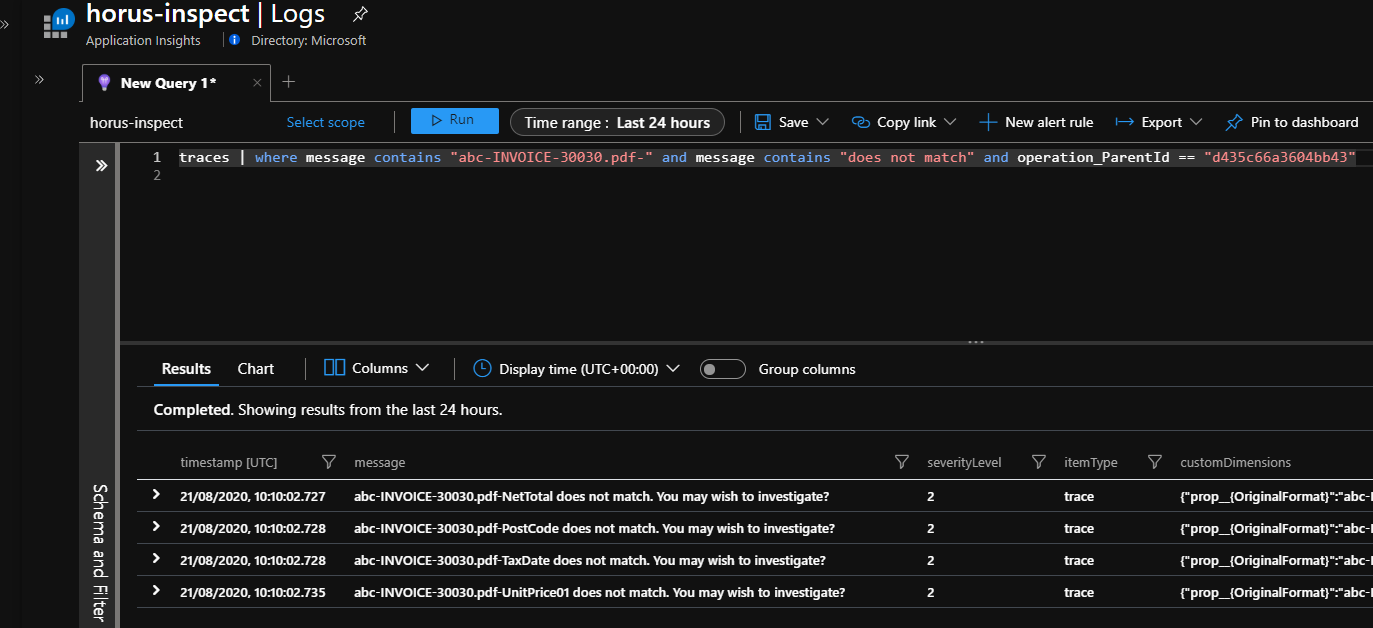 horus-inspect | Logs
Application Insights
Directory: Microsoft
New Query 1*
horus-inspect Select scope Run Time range : Last 24 hours Save Copy link New alert rule Export Pin to dashboard
1 traces | where message contains "abc-INVOICE-30030.pdf-" and message contains "does not match" and operation_ParentId == "d435c66a3604bb43"
2
Results Chart Columns Display time (UTC+00:00) Group columns
Completed. Showing results from the last 24 hours.
timestamp [UTC] message severityLevel itemType customDimensions
21/08/2020, 10:10:02.727 abc-INVOICE-30030.pdf-NetTotal does not match. You may wish to investigate? 2 trace {"prop__{OriginalFormat}":"abc-
21/08/2020, 10:10:02.728 abc-INVOICE-30030.pdf-PostCode does not match. You may wish to investigate? 2 trace {"prop__{OriginalFormat}":"abc-
21/08/2020, 10:10:02.728 abc-INVOICE-30030.pdf-TaxDate does not match. You may wish to investigate? 2 trace {"prop__{OriginalFormat}":"abc-
21/08/2020, 10:10:02.735 abc-INVOICE-30030.pdf-UnitPrice01 does not match. You may wish to investigate? 2 trace {"prop__{OriginalFormat}":"abc-
Schema and Filter